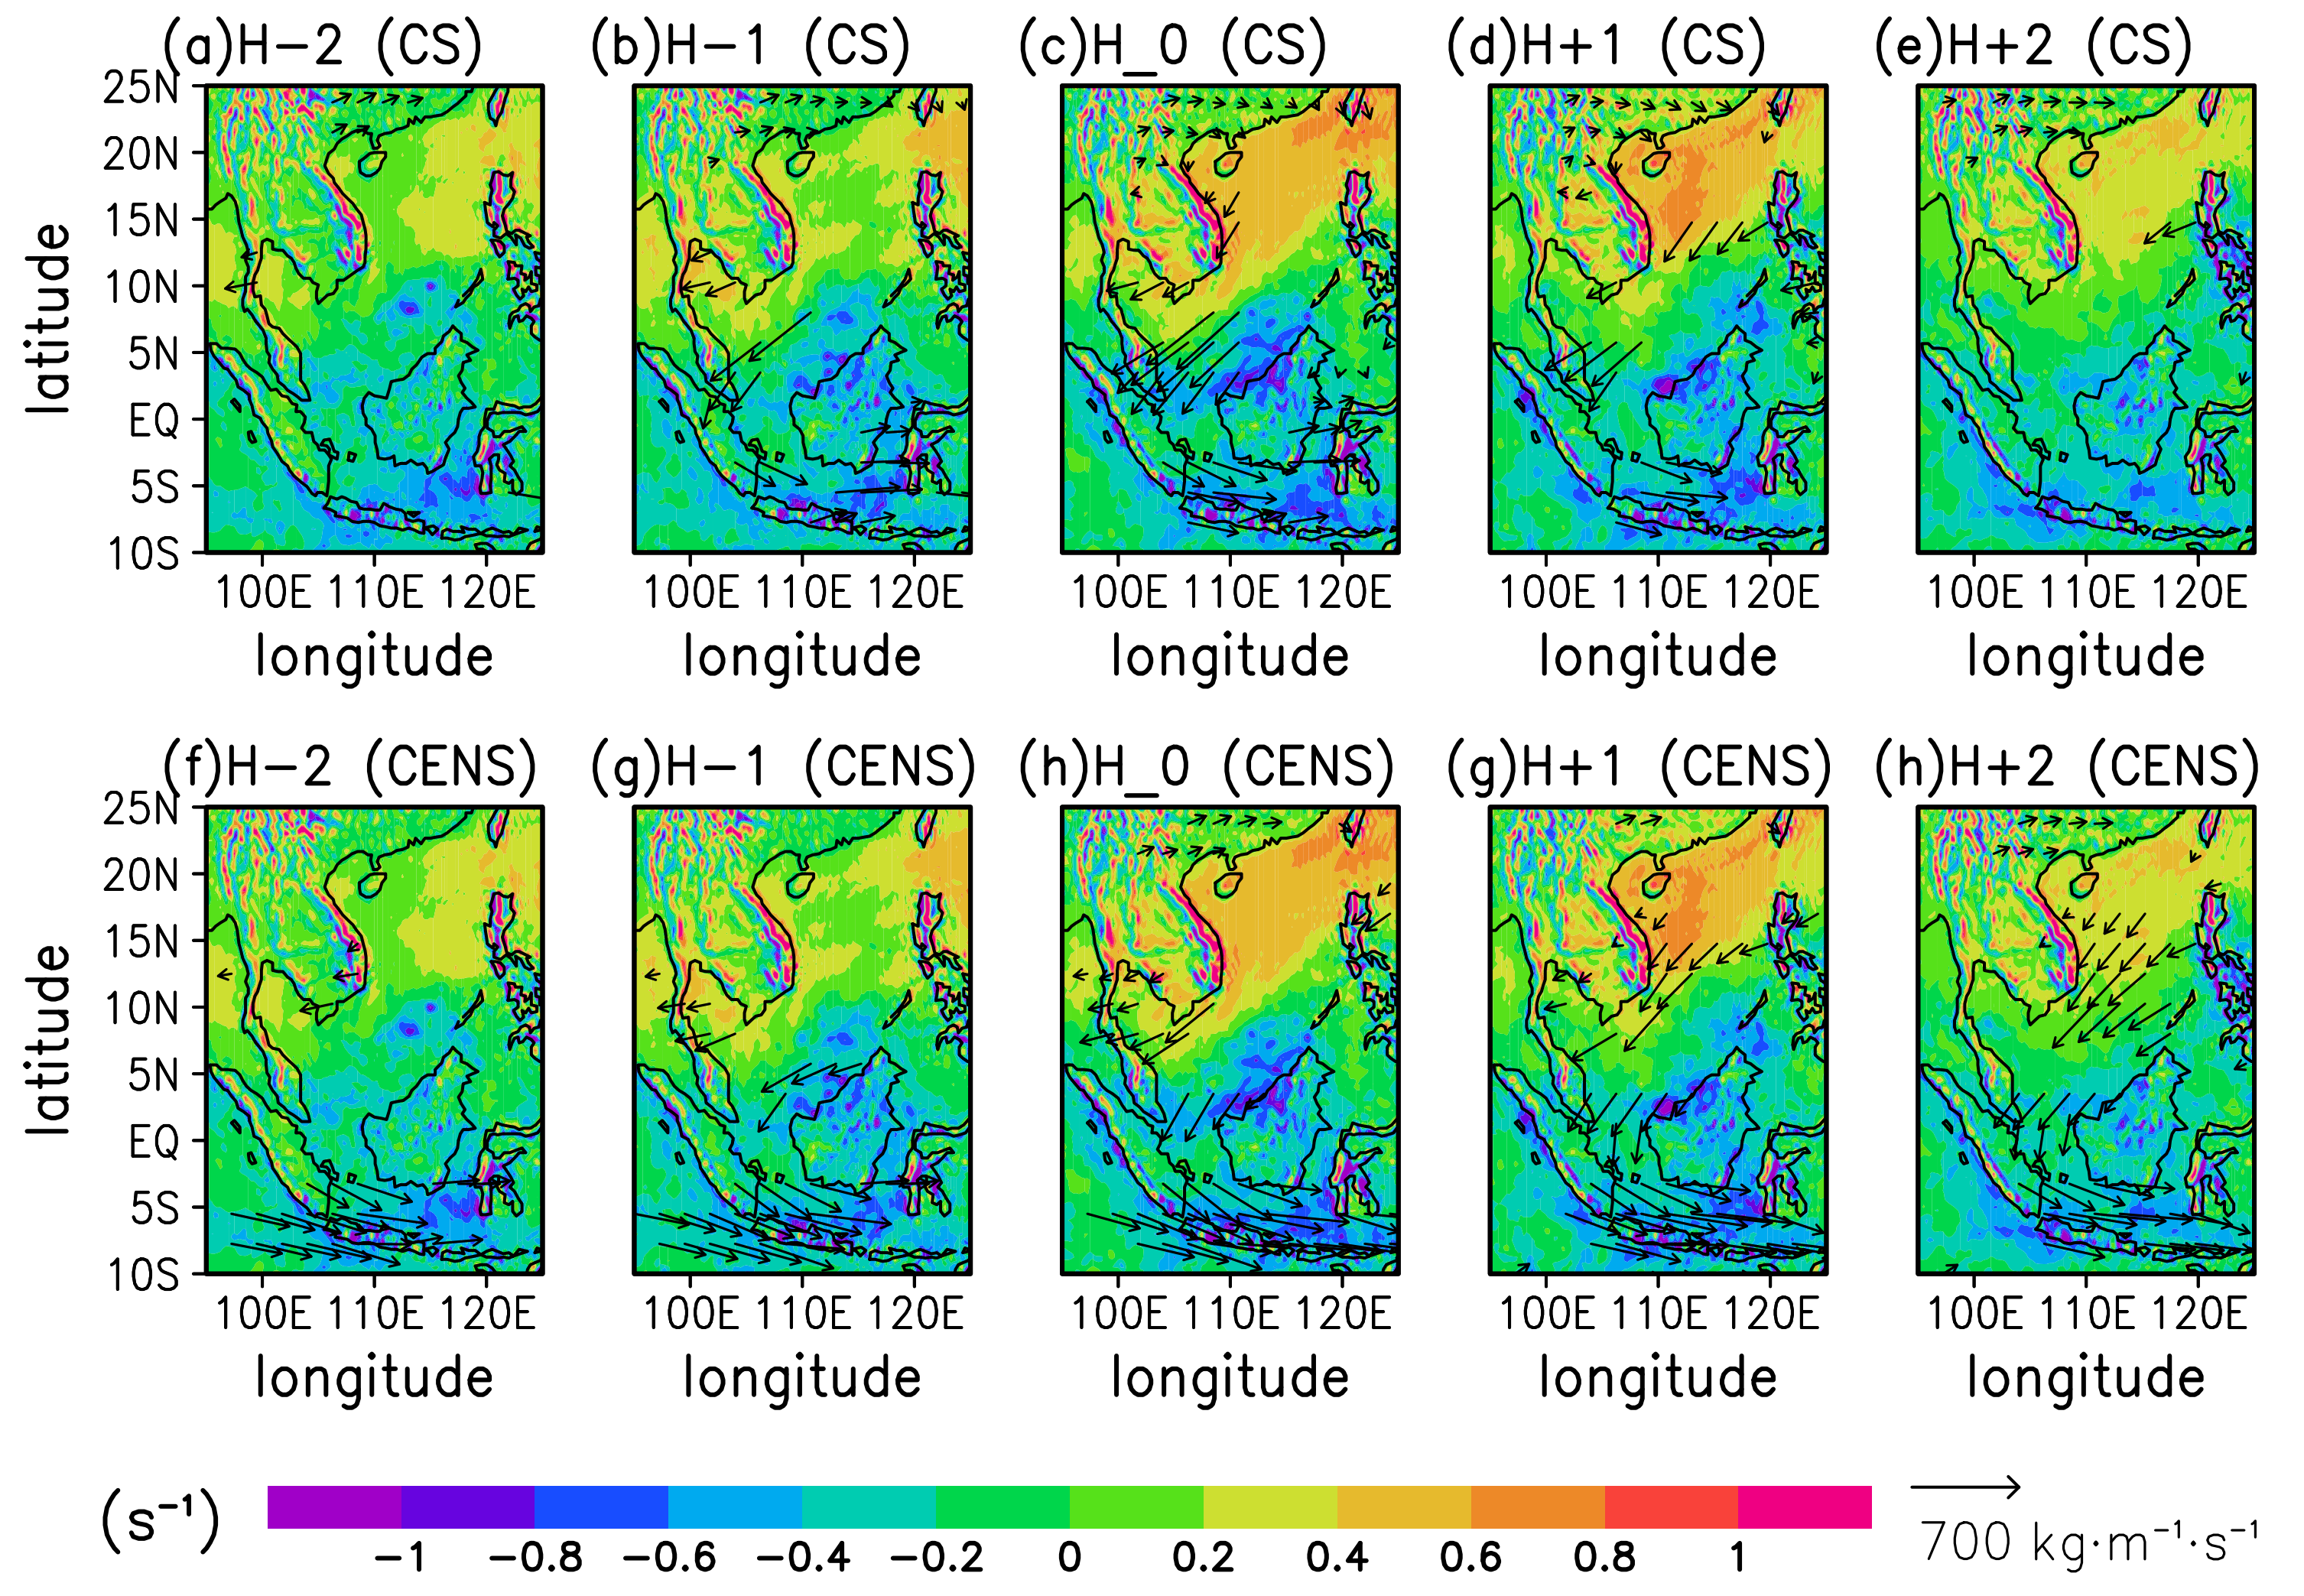 (a)H−2 (CS) (b)H−1 (CS) (c)H_0 (CS) (d)H+1 (CS) (e)H+2 (CS)
25N
20N
15N
10N
5N
EQ
5S
10S
latitude
100E 110E 120E 100E 110E 120E 100E 110E 120E 100E 110E 120E 100E 110E 120E
longitude longitude longitude longitude longitude
(f)H−2 (CENS) (g)H−1 (CENS) (h)H_0 (CENS) (g)H+1 (CENS) (h)H+2 (CENS)
25N
20N
15N
10N
5N
EQ
5S
10S
latitude
100E 110E 120E 100E 110E 120E 100E 110E 120E 100E 110E 120E 100E 110E 120E
longitude longitude longitude longitude longitude
(s⁻¹)
−1 −0.8 −0.6 −0.4 −0.2 0 0.2 0.4 0.6 0.8 1
700 kg·m⁻¹·s⁻¹